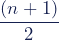 (n + 1)
2